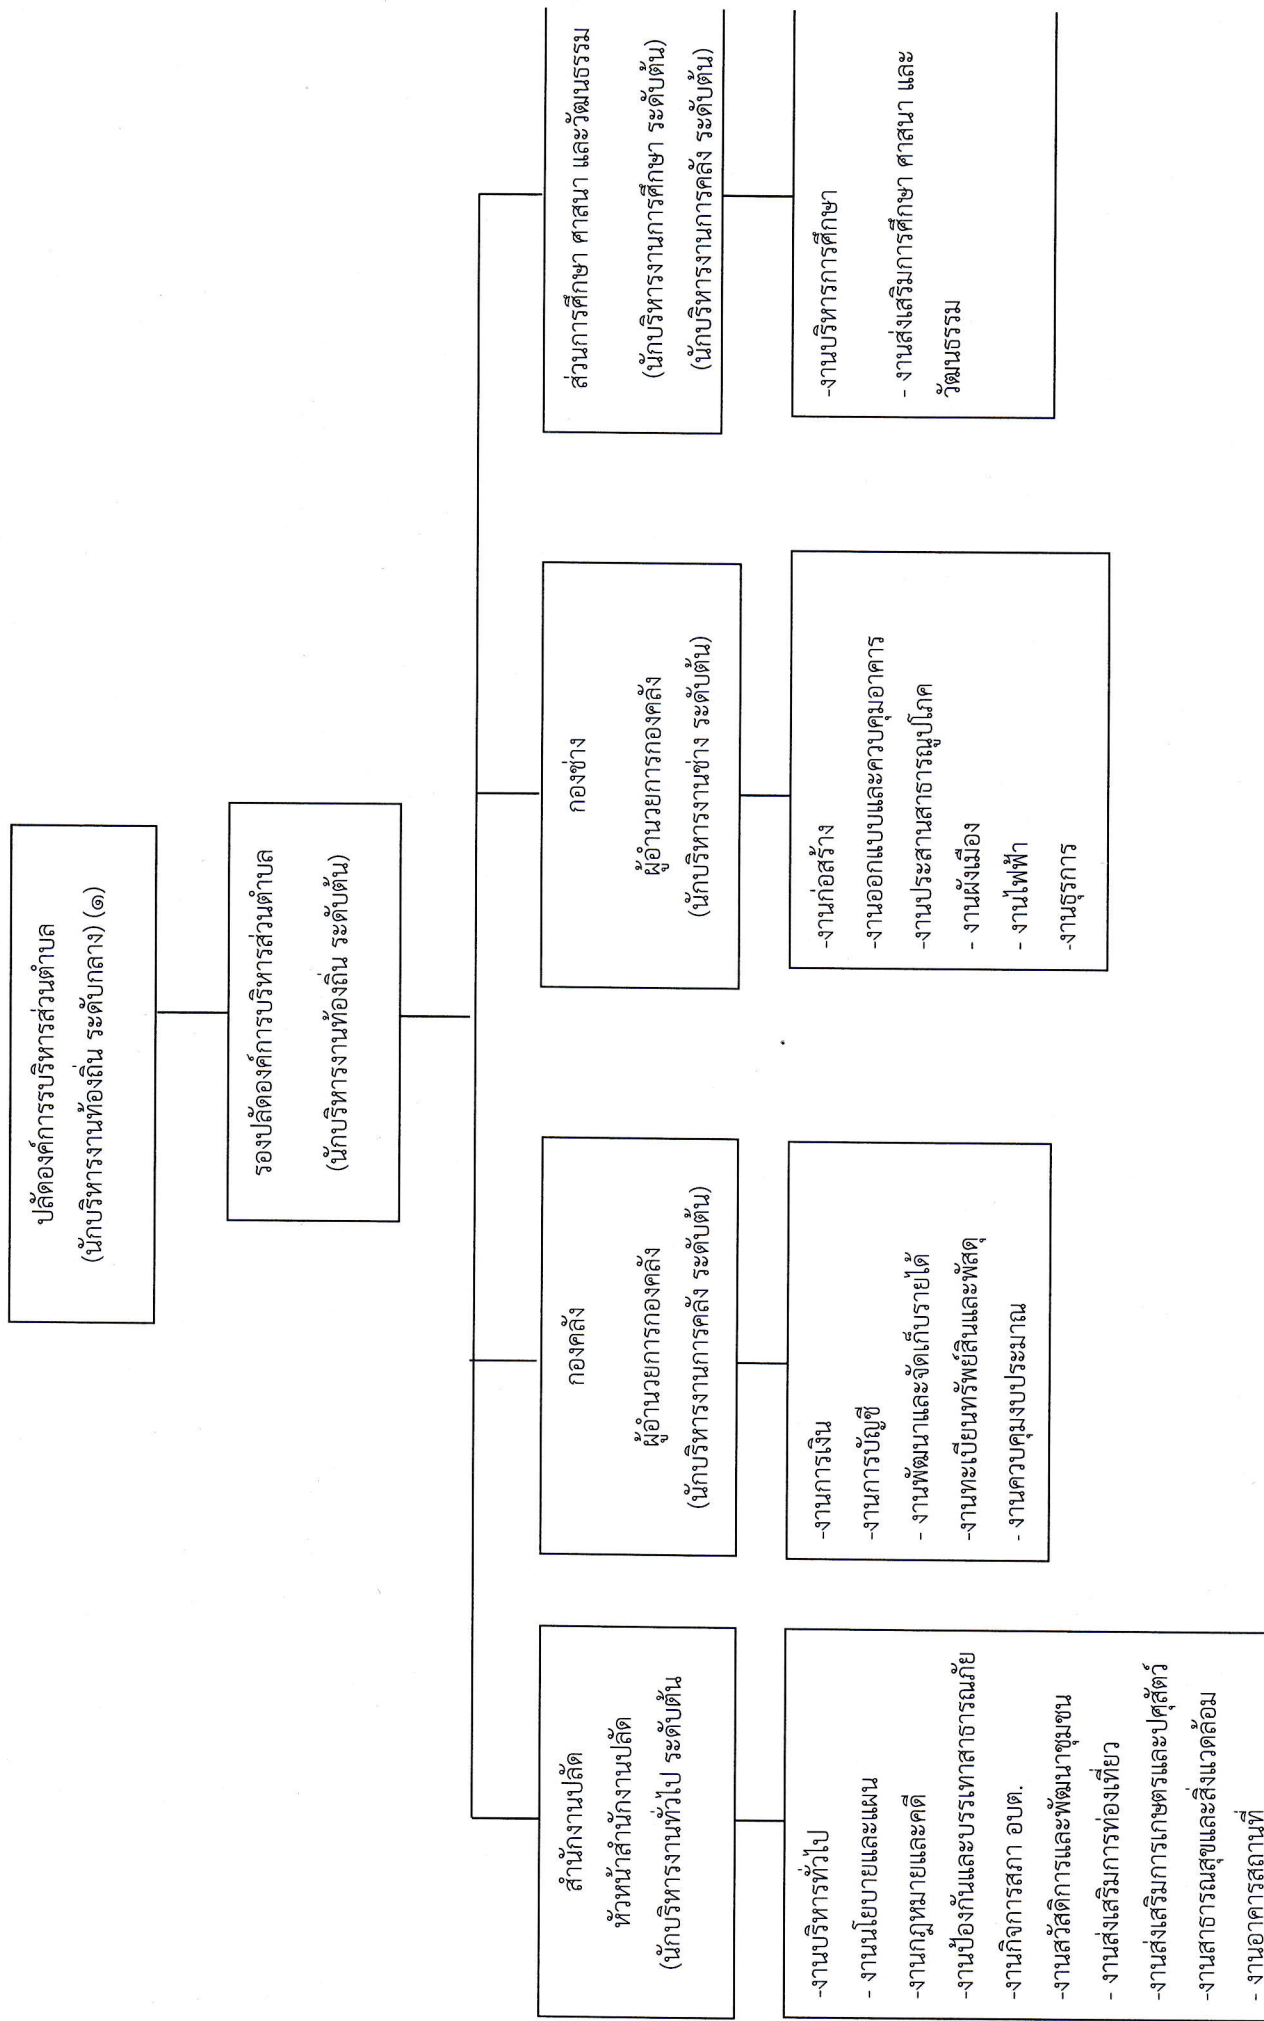 ปลัดองค์การรบริหารส่วนตำบล
(นักบริหารงานท้องถิ่น ระดับกลาง) (๑)
รองปลัดองค์การบริหารส่วนตำบล
(นักบริหารงานท้องถิ่น ระดับต้น)
สำนักงานปลัด
หัวหน้าสำนักงานปลัด
(นักบริหารงานทั่วไป ระดับต้น
-งานบริหารทั่วไป
- งานนโยบายและแผน
-งานกฎหมายและคดี
-งานป้องกันและบรรเทาสาธารณภัย
-งานกิจการสภา อบต.
-งานสวัสดิการและพัฒนาชุมชน
- งานส่งเสริมการท่องเที่ยว
-งานส่งเสริมการเกษตรและปศุสัตว์
-งานสาธารณสุขและสิ่งแวดล้อม
- งานอาคารสถานที่
กองคลัง
ผู้อำนวยการกองคลัง
(นักบริหารงานการคลัง ระดับต้น)
-งานการเงิน
-งานการบัญชี
- งานพัฒนาและจัดเก็บรายได้
-งานทะเบียนทรัพย์สินและพัสดุ
- งานควบคุมงบประมาณ
กองช่าง
ผู้อำนวยการกองคลัง
(นักบริหารงานช่าง ระดับต้น)
-งานก่อสร้าง
-งานออกแบบและควบคุมอาคาร
-งานประสานสาธารณูปโภค
- งานผังเมือง
- งานไฟฟ้า
-งานธุรการ
ส่วนการศึกษา ศาสนา และวัฒนธรรม
(นักบริหารงานการศึกษา ระดับต้น)
(นักบริหารงานการคลัง ระดับต้น)
-งานบริหารการศึกษา
- งานส่งเสริมการศึกษา ศาสนา และ
วัฒนธรรม